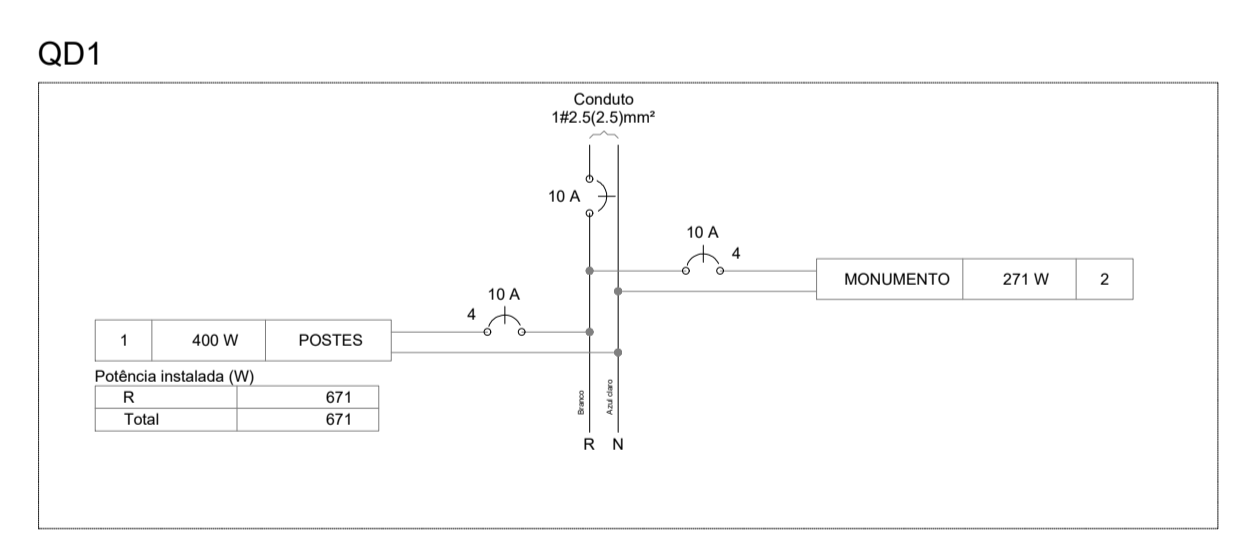 QD1
Conduto
1#2.5(2.5)mm²
10 A
10 A
4
MONUMENTO 271 W 2
10 A
4
1 400 W POSTES
Potência instalada (W)
R 671
Total 671
Branco
Azul claro
R N